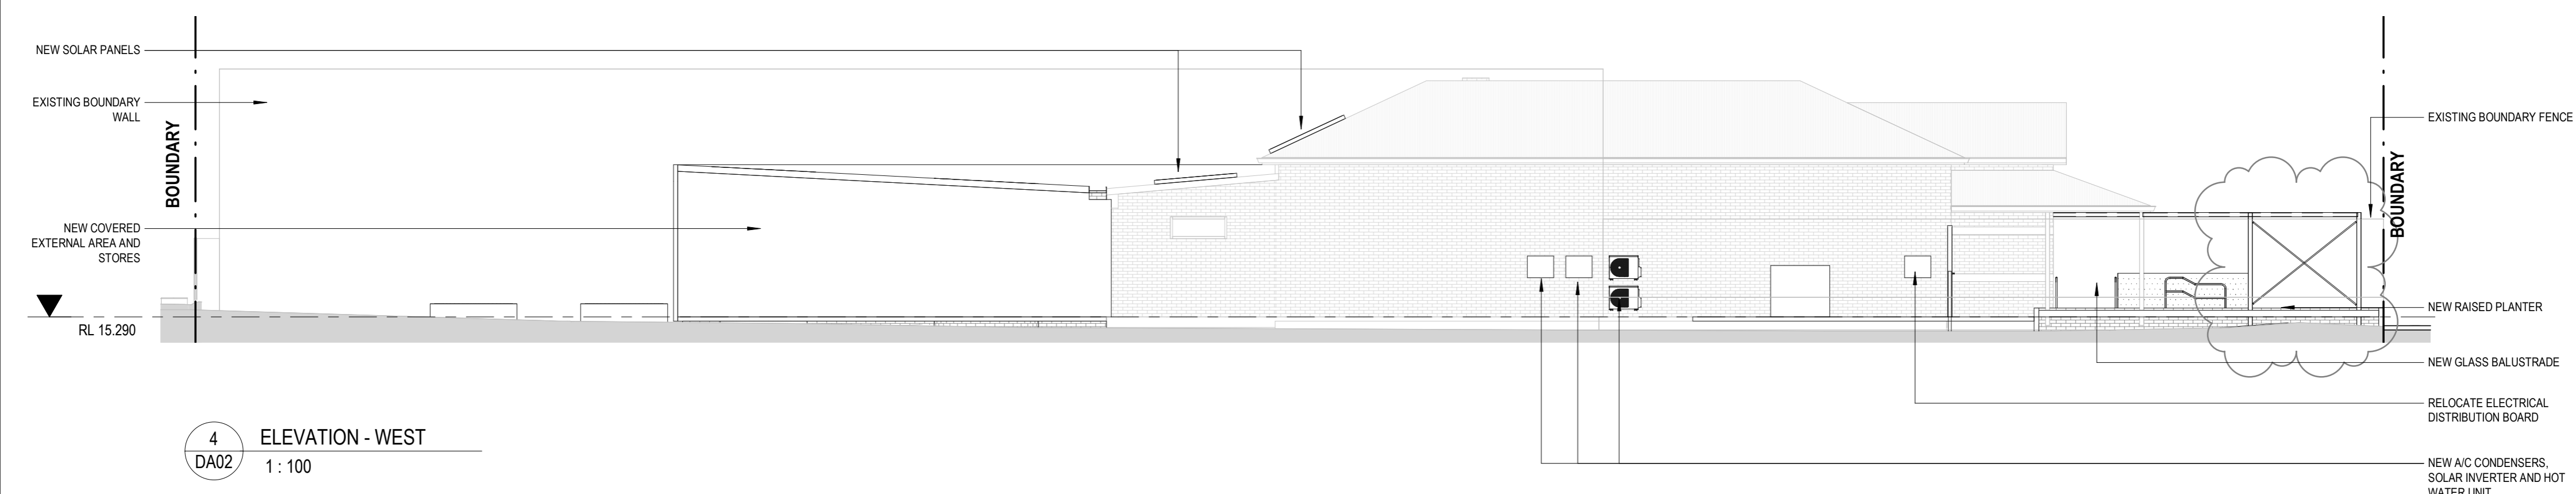 NEW SOLAR PANELS
EXISTING BOUNDARY
WALL
BOUNDARY
NEW COVERED
EXTERNAL AREA AND
STORES
RL 15.290
EXISTING BOUNDARY FENCE
BOUNDARY
NEW RAISED PLANTER
NEW GLASS BALUSTRADE
RELOCATE ELECTRICAL
DISTRIBUTION BOARD
NEW A/C CONDENSERS,
SOLAR INVERTER AND HOT
WATER UNIT
4
DA02
ELEVATION - WEST
1 : 100